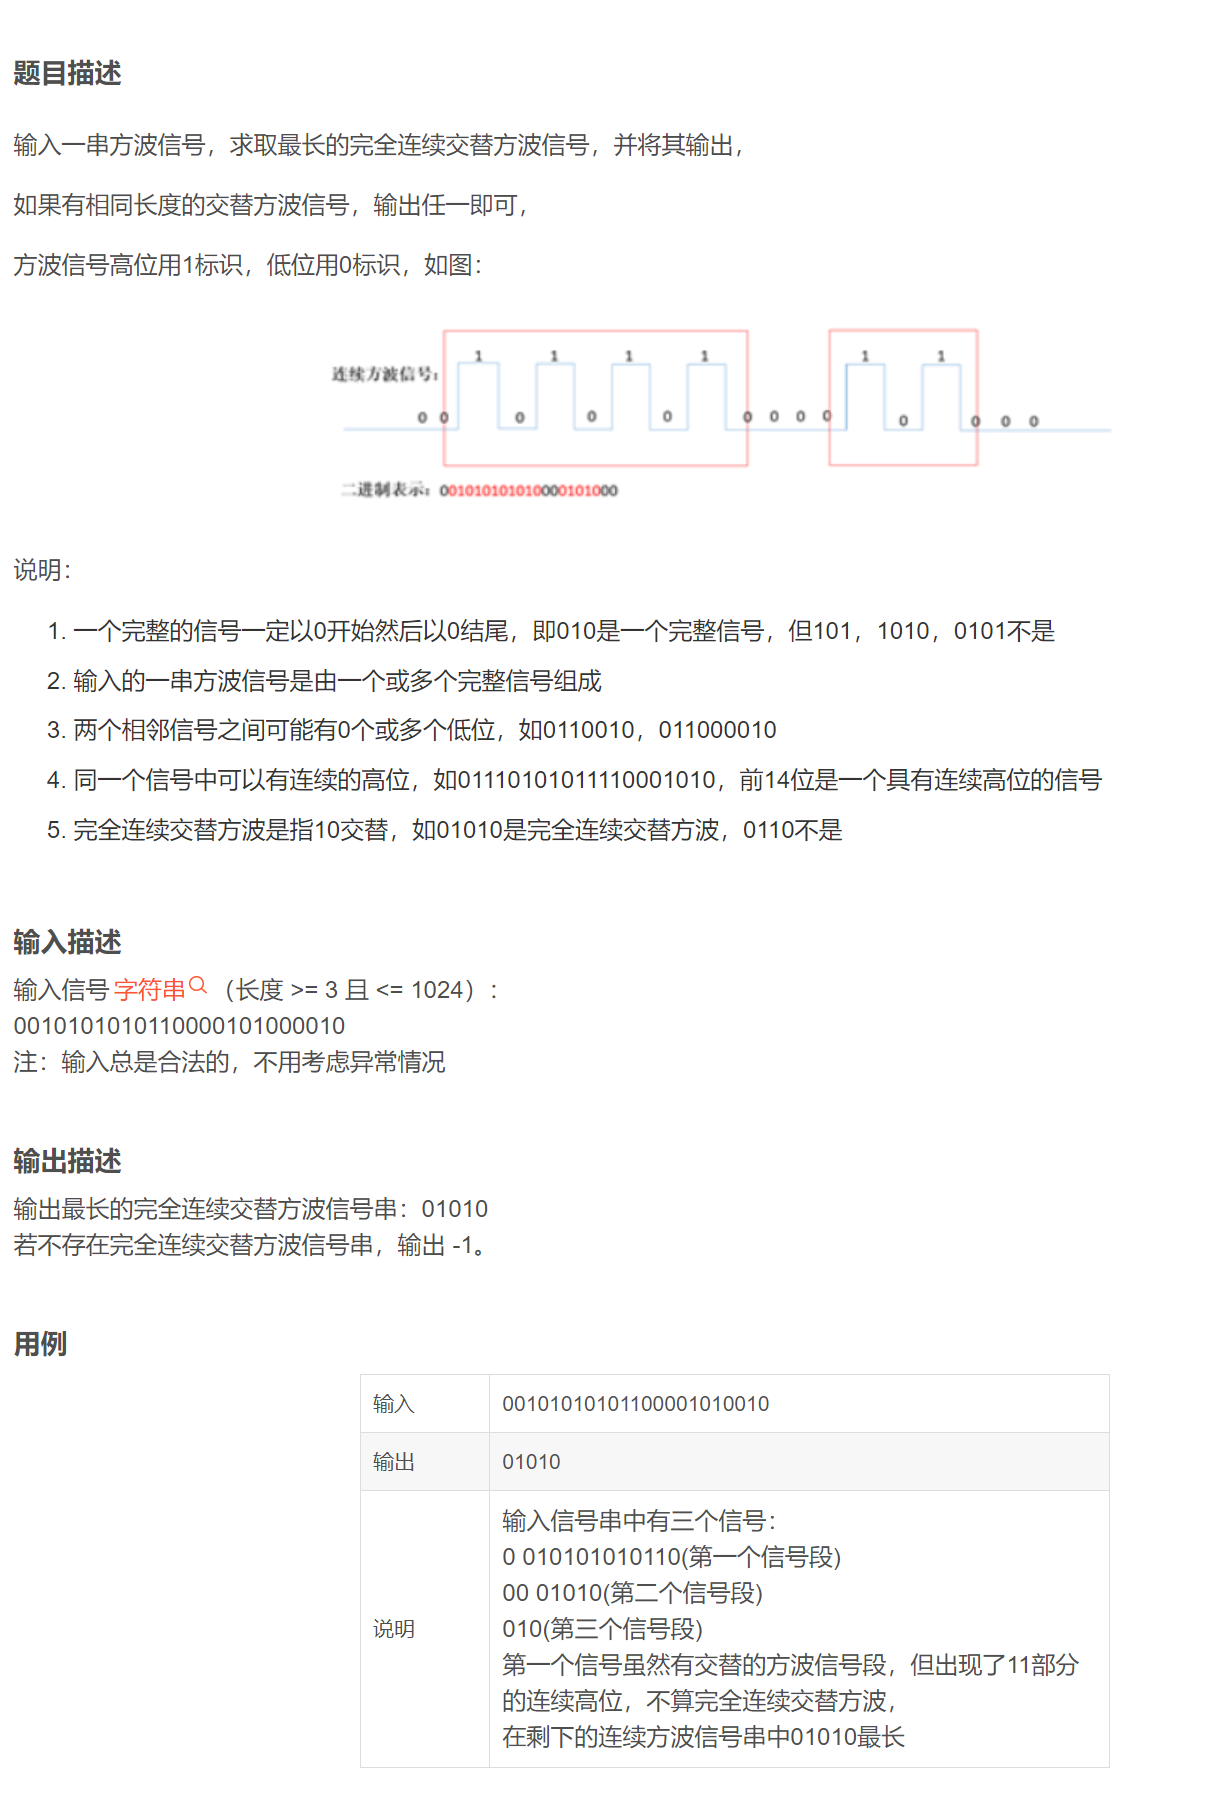 题目描述
输入一串方波信号，求取最长的完全连续交替方波信号，并将其输出，
如果有相同长度的交替方波信号，输出任一即可，
方波信号高位用1标识，低位用0标识，如图：
1 1 1 1 1 1
连续方波信号：
0 0 0 0 0 0 0 0 0 0 0 0 0
二进制表示：00101010101000010100​0
说明：
1. 一个完整的信号一定以0开始然后以0结尾，即010是一个完整信号，但101，1010，0101不是
2. 输入的一串方波信号是由一个或多个完整信号组成
3. 两个相邻信号之间可能有0个或多个低位，如0110010，011000010
4. 同一个信号中可以有连续的高位，如01110101011110001010，前14位是一个具有连续高位的信号
5. 完全连续交替方波是指10交替，如01010是完全连续交替方波，0110不是
输入描述
输入信号字符串（长度 >= 3 且 <= 1024）：
0010101010110000101000010
注：输入总是合法的，不用考虑异常情况
输出描述
输出最长的完全连续交替方波信号串：01010
若不存在完全连续交替方波信号串，输出 -1。
用例
输入 00101010101100001010010
输出 01010
说明
输入信号串中有三个信号：
0 010101010110(第一个信号段)
00 01010(第二个信号段)
010(第三个信号段)
第一个信号虽然有交替的方波信号段，但出现了11部分
的连续高位，不算完全连续交替方波，
在剩下的连续方波信号串中01010最长